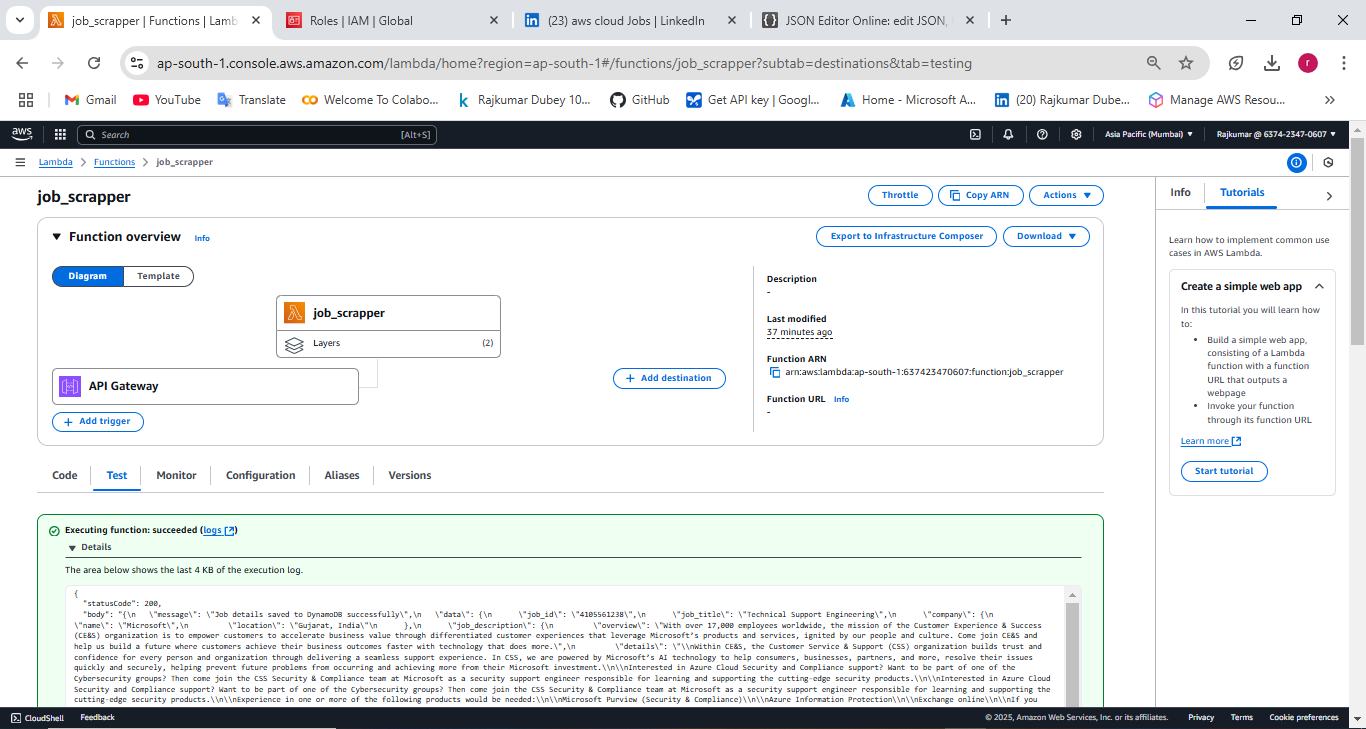 job_scrapper | Functions | Lamb
Roles | IAM | Global
(23) aws cloud Jobs | LinkedIn
JSON Editor Online: edit JSON,
ap-south-1.console.aws.amazon.com/lambda/home?region=ap-south-1#/functions/job_scrapper?subtab=destinations&tab=testing
r
Gmail
YouTube
Translate
Welcome To Colabo...
Rajkumar Dubey 10...
GitHub
Get API key | Googl...
Home - Microsoft A...
(20) Rajkumar Dube...
Manage AWS Resou...
aws
Search
[Alt+S]
Asia Pacific (Mumbai)
Rajkumar @ 6374-2347-0607
Lambda
Functions
job_scrapper
job_scrapper
Throttle
Copy ARN
Actions
Function overview
Info
Export to Infrastructure Composer
Download
Diagram
Template
job_scrapper
Layers
(2)
API Gateway
+ Add trigger
+ Add destination
Description
-
Last modified
37 minutes ago
Function ARN
arn:aws:lambda:ap-south-1:637423470607:function:job_scrapper
Function URL Info
-
Code
Test
Monitor
Configuration
Aliases
Versions
Executing function: succeeded (logs)
Details
The area below shows the last 4 KB of the execution log.
{
"statusCode": 200,
"body": "{\n   \"message\": \"Job details saved to DynamoDB successfully\",\n   \"data\": {\n      \"job_id\": \"4105561238\",\n      \"job_title\": \"Technical Support Engineering\",\n      \"company\": {\n
\"name\": \"Microsoft\",\n         \"location\": \"Gujarat, India\"\n      },\n      \"job_description\": {\n         \"overview\": \"With over 17,000 employees worldwide, the mission of the Customer Experience & Success
(CE&S) organization is to empower customers to accelerate business value through differentiated customer experiences that leverage Microsoft's products and services, ignited by our people and culture. Come join CE&S and
help us build a future where customers achieve their business outcomes faster with technology that does more.\",\n         \"details\": \"\\nWithin CE&S, the Customer Service & Support (CSS) organization builds trust and
confidence for every person and organization through delivering a seamless support experience. In CSS, we are powered by Microsoft's AI technology to help consumers, businesses, partners, and more, resolve their issues
quickly and securely, helping prevent future problems from occurring and achieving more from their Microsoft investment.\\n\\nInterested in Azure Cloud Security and Compliance support? Want to be part of one of the
Cybersecurity groups? Then come join the CSS Security & Compliance team at Microsoft as a security support engineer responsible for learning and supporting the cutting-edge security products.\\n\\nInterested in Azure Cloud
Security and Compliance support? Want to be part of one of the Cybersecurity groups? Then come join the CSS Security & Compliance team at Microsoft as a security support engineer responsible for learning and supporting the
cutting-edge security products.\\n\\nExperience in one or more of the following products would be needed:\\n\\nMicrosoft Purview (Security & Compliance)\\n\\nAzure Information Protection\\n\\nExchange online\\n\\nIf you
Info
Tutorials
Learn how to implement common use
cases in AWS Lambda.
Create a simple web app
In this tutorial you will learn how
to:
• Build a simple web app,
consisting of a Lambda
function with a function
URL that outputs a
webpage
• Invoke your function
through its function URL
Learn more
Start tutorial
CloudShell
Feedback
© 2025, Amazon Web Services, Inc. or its affiliates.
Privacy
Terms
Cookie preferences